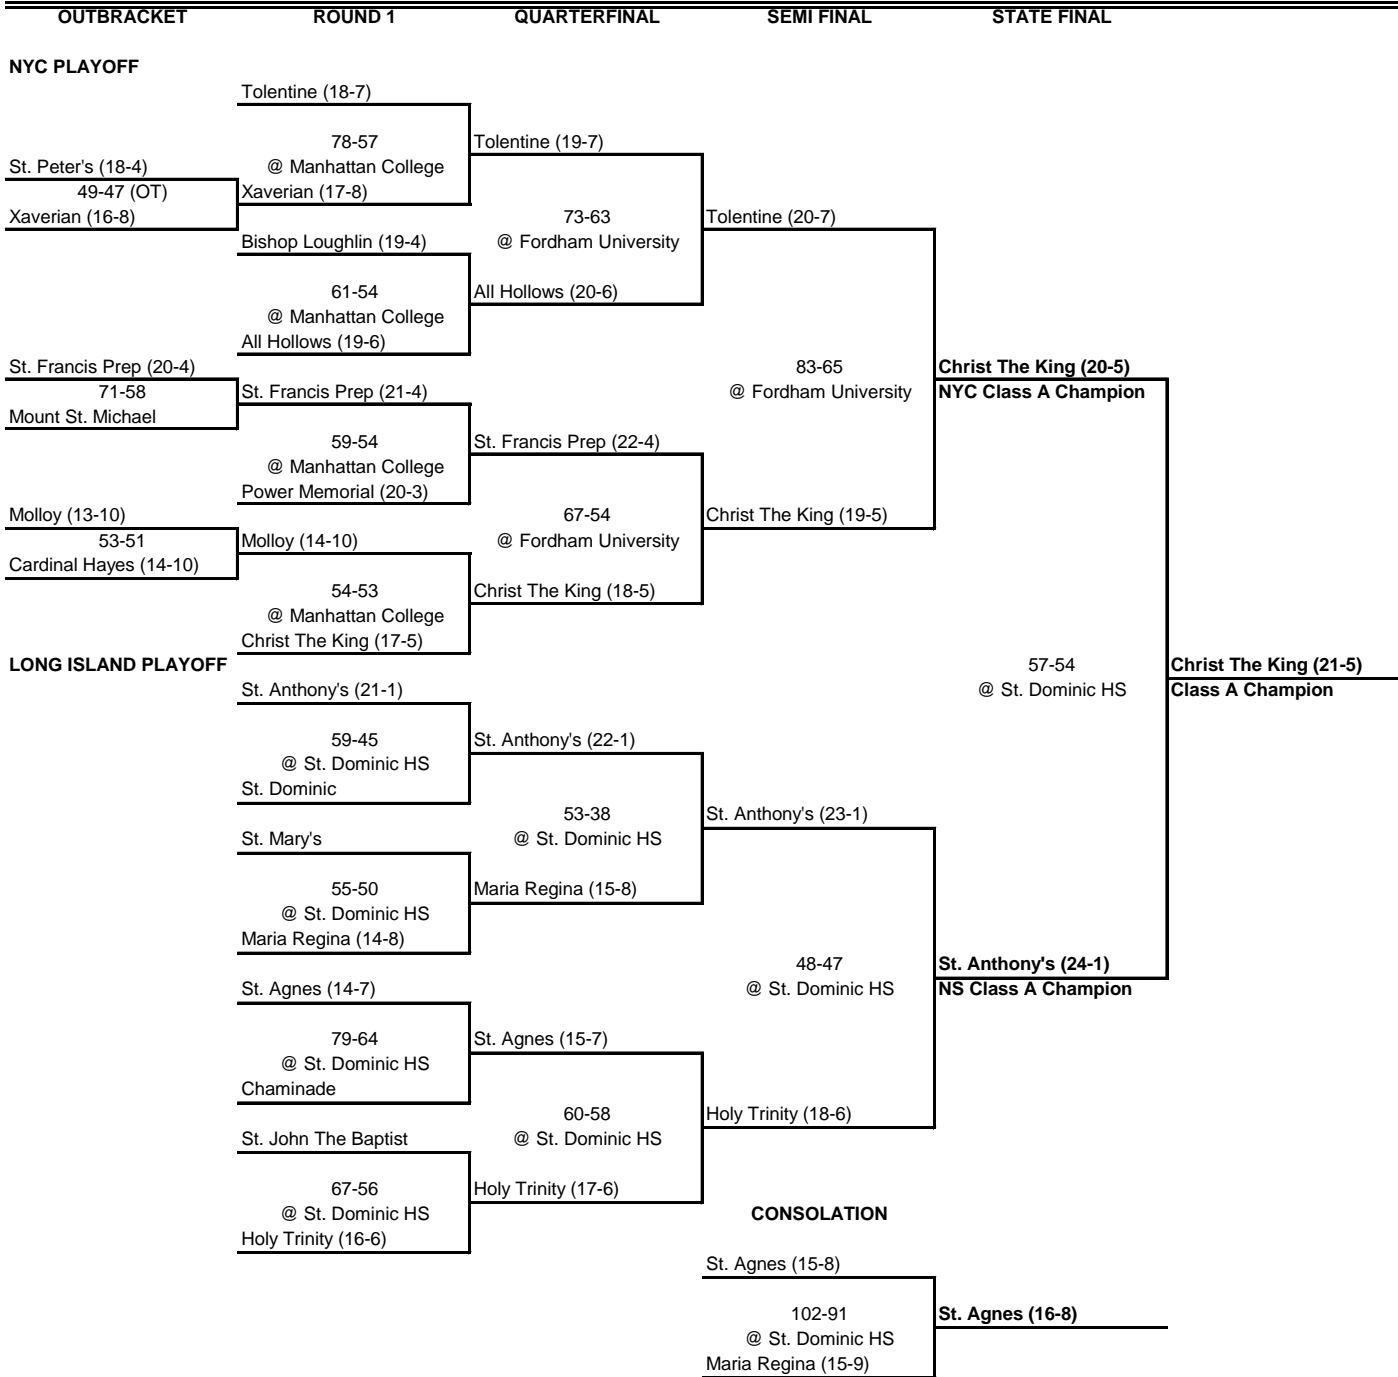 OUTBRACKET ROUND 1 QUARTERFINAL SEMI FINAL STATE FINAL
NYC PLAYOFF
Tolentine (18-7)
78-57 Tolentine (19-7)
St. Peter's (18-4) @ Manhattan College
49-47 (OT) Xaverian (17-8)
Xaverian (16-8) 73-63 Tolentine (20-7)
Bishop Loughlin (19-4) @ Fordham University
61-54 All Hollows (20-6)
@ Manhattan College
All Hollows (19-6)
St. Francis Prep (20-4) 83-65 Christ The King (20-5)
71-58 St. Francis Prep (21-4) @ Fordham University NYC Class A Champion
Mount St. Michael
59-54 St. Francis Prep (22-4)
@ Manhattan College
Power Memorial (20-3)
Molloy (13-10) 67-54 Christ The King (19-5)
53-51 Molloy (14-10) @ Fordham University
Cardinal Hayes (14-10)
54-53 Christ The King (18-5)
@ Manhattan College
Christ The King (17-5)
LONG ISLAND PLAYOFF 57-54 Christ The King (21-5)
St. Anthony's (21-1) @ St. Dominic HS Class A Champion
59-45 St. Anthony's (22-1)
@ St. Dominic HS
St. Dominic
53-38 St. Anthony's (23-1)
St. Mary's @ St. Dominic HS
55-50 Maria Regina (15-8)
@ St. Dominic HS
Maria Regina (14-8)
48-47 St. Anthony's (24-1)
St. Agnes (14-7) @ St. Dominic HS NS Class A Champion
79-64 St. Agnes (15-7)
@ St. Dominic HS
Chaminade
60-58 Holy Trinity (18-6)
St. John The Baptist @ St. Dominic HS
67-56 Holy Trinity (17-6)
@ St. Dominic HS CONSOLATION
Holy Trinity (16-6)
St. Agnes (15-8)
102-91 St. Agnes (16-8)
@ St. Dominic HS
Maria Regina (15-9)